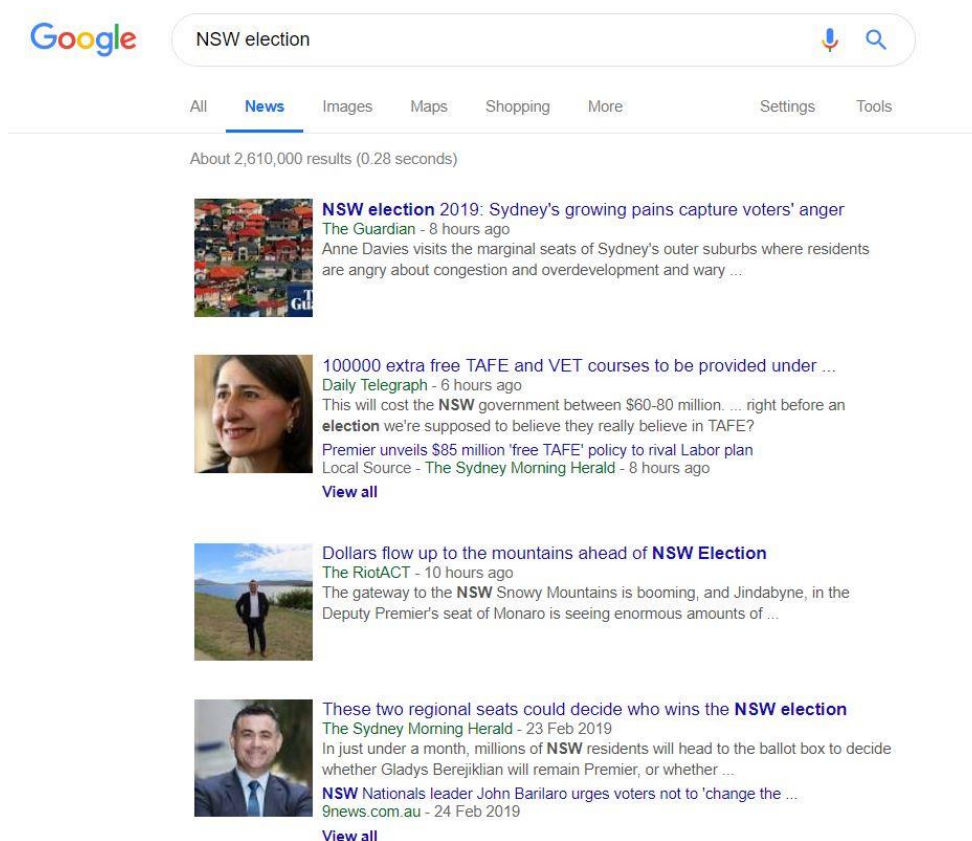 Google
NSW election
All News Images Maps Shopping More Settings Tools
About 2,610,000 results (0.28 seconds)
NSW election 2019: Sydney's growing pains capture voters' anger
The Guardian - 8 hours ago
Anne Davies visits the marginal seats of Sydney's outer suburbs where residents
are angry about congestion and overdevelopment and wary ...
100000 extra free TAFE and VET courses to be provided under ...
Daily Telegraph - 6 hours ago
This will cost the NSW government between $60-80 million. ... right before an
election we're supposed to believe they really believe in TAFE?
Premier unveils $85 million 'free TAFE' policy to rival Labor plan
Local Source - The Sydney Morning Herald - 8 hours ago
View all
Dollars flow up to the mountains ahead of NSW Election
The RiotACT - 10 hours ago
The gateway to the NSW Snowy Mountains is booming, and Jindabyne, in the
Deputy Premier's seat of Monaro is seeing enormous amounts of ...
These two regional seats could decide who wins the NSW election
The Sydney Morning Herald - 23 Feb 2019
In just under a month, millions of NSW residents will head to the ballot box to decide
whether Gladys Berejiklian will remain Premier, or whether ...
NSW Nationals leader John Barilaro urges voters not to 'change the ...
9news.com.au - 24 Feb 2019
View all